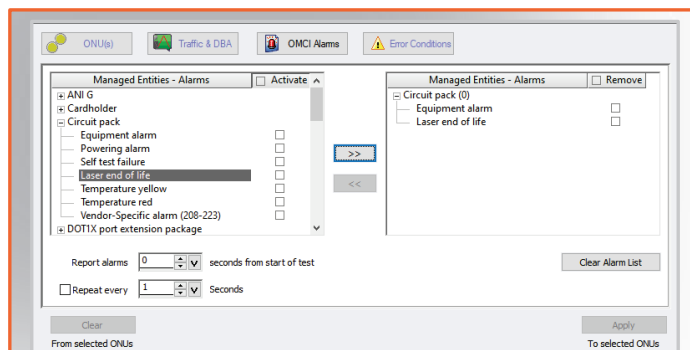 ONU(s) Traffic & DBA OMCI Alarms Error Conditions
Managed Entities - Alarms Activate
ANI G
Cardholder
Circuit pack
Equipment alarm
Powering alarm
Self test failure
Laser end of life
Temperature yellow
Temperature red
Vendor-Specific alarm (208-223)
DOT1X port extension package
>>
<<
Managed Entities - Alarms Remove
Circuit pack (0)
Equipment alarm
Laser end of life
Report alarms 0 seconds from start of test
Clear Alarm List
Repeat every 1 Seconds
Clear Apply
From selected ONUs To selected ONUs